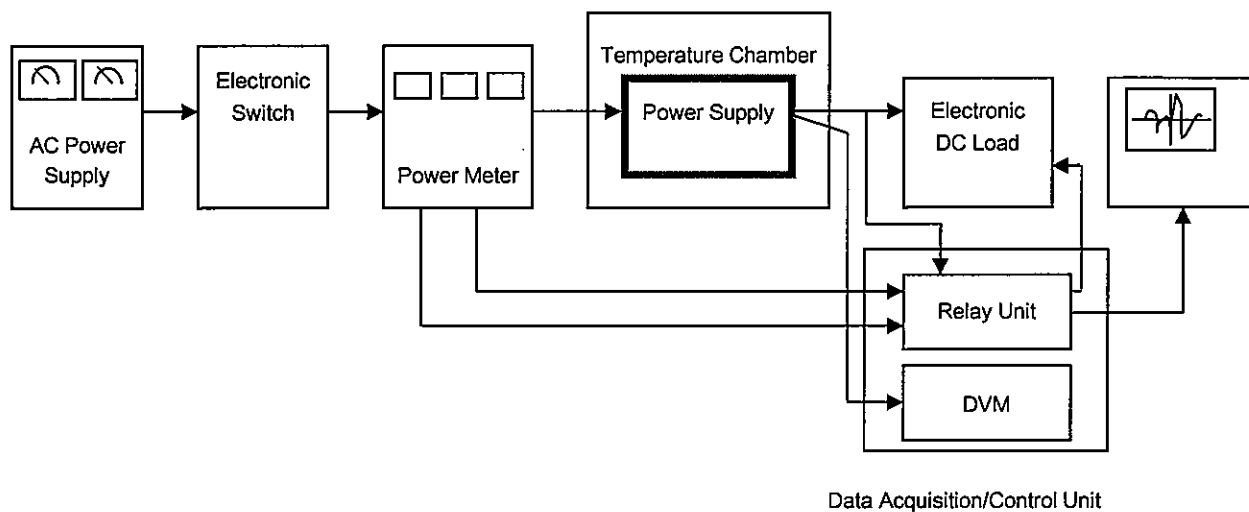 AC Power
Supply
Electronic
Switch
Power Meter
Temperature Chamber
Power Supply
Electronic
DC Load
Relay Unit
DVM
Data Acquisition/Control Unit